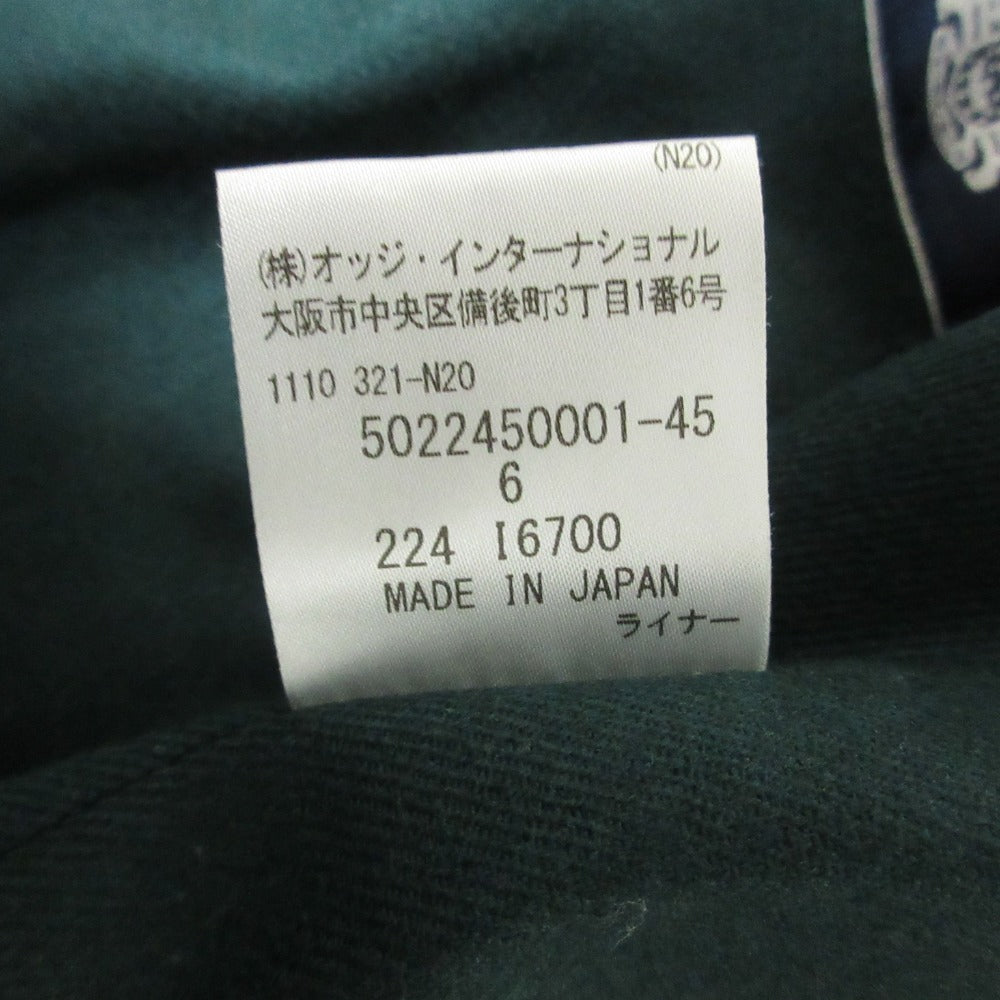 (N20)
(株)オッジ・インターナショナル
大阪市中央区備後町3丁目1番6号
1110 321-N20
5022450001-45
6
224 I6700
MADE IN JAPAN
ライナー